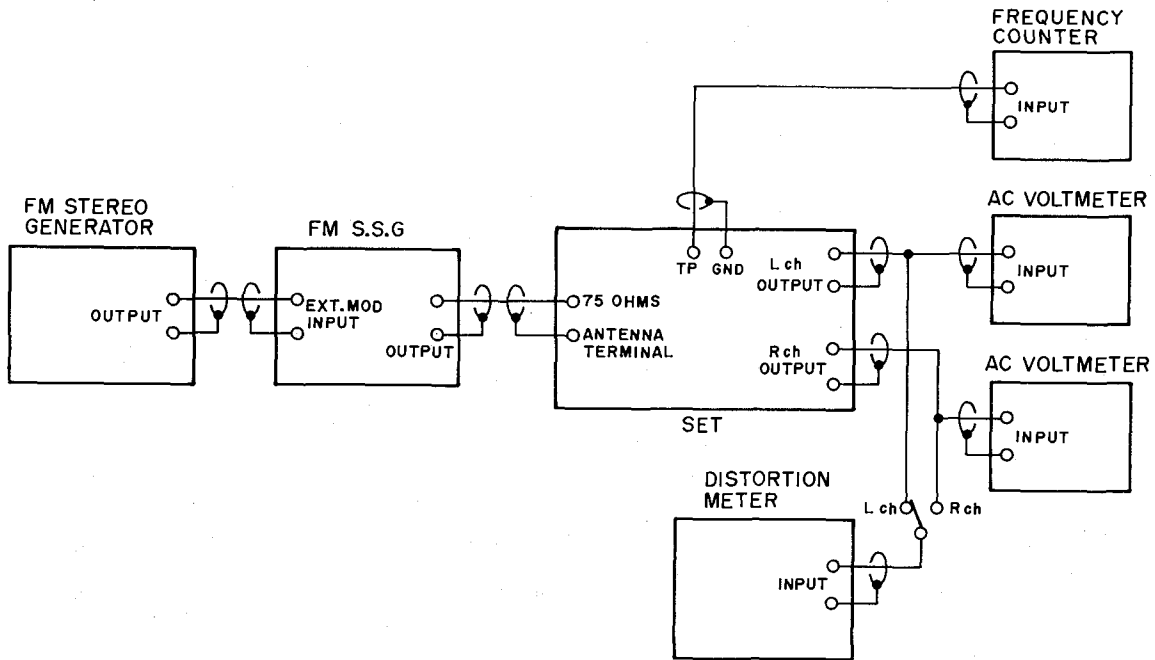 FREQUENCY
COUNTER
INPUT
FM STEREO
GENERATOR
OUTPUT
FM S.S.G
EXT.MOD
INPUT
OUTPUT
TP GND
75 OHMS
ANTENNA
TERMINAL
L ch
OUTPUT
R ch
OUTPUT
SET
AC VOLTMETER
INPUT
AC VOLTMETER
INPUT
DISTORTION
METER
L ch
R ch
INPUT